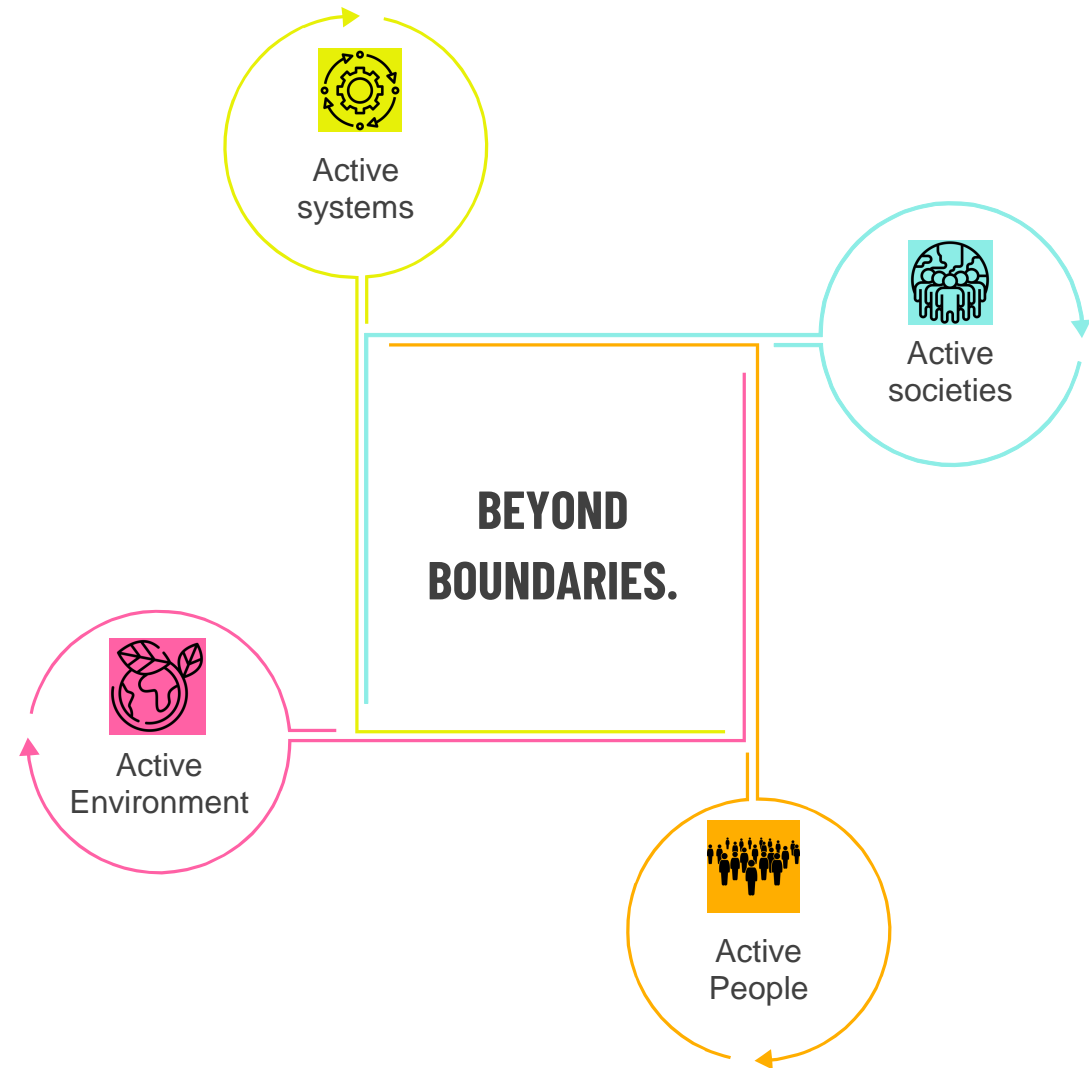 Active
systems
Active
societies
BEYOND
BOUNDARIES.
Active
Environment
Active
People